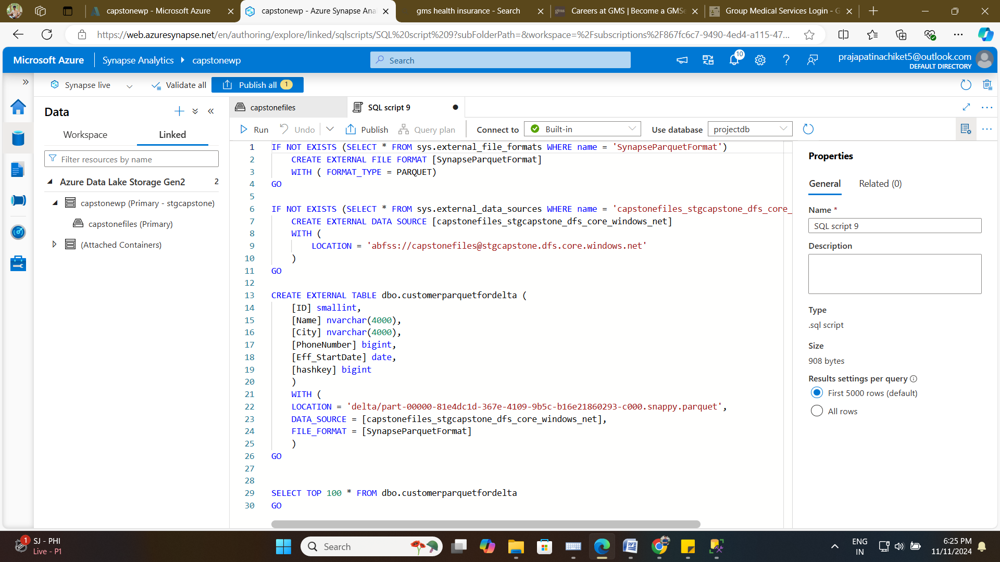 capstonewp - Microsoft Azure
capstonewp - Azure Synapse Ana
gms health insurance - Search
gms
Careers at GMS | Become a GMSe
Group Medical Services Login - G
https://web.azuresynapse.net/en/authoring/explore/linked/sqlscripts/SQL%20script%209?subFolderPath=&workspace=%2Fsubscriptions%2F867fc6c7-9490-4ed4-a115-47...
Microsoft Azure
Synapse Analytics
capstonewp
Search
10
prajapatinachiket5@outlook.com
DEFAULT DIRECTORY
Synapse live
Validate all
Publish all 1
Data
Workspace
Linked
Filter resources by name
Azure Data Lake Storage Gen2 2
capstonewp (Primary - stgcapstone)
capstonefiles (Primary)
(Attached Containers)
capstonefiles
SQL script 9
Run
Undo
Publish
Query plan
Connect to
Built-in
Use database
projectdb
1 IF NOT EXISTS (SELECT * FROM sys.external_file_formats WHERE name = 'SynapseParquetFormat')
2 CREATE EXTERNAL FILE FORMAT [SynapseParquetFormat]
3 WITH ( FORMAT_TYPE = PARQUET)
4 GO
5
6 IF NOT EXISTS (SELECT * FROM sys.external_data_sources WHERE name = 'capstonefiles_stgcapstone_dfs_core_
7 CREATE EXTERNAL DATA SOURCE [capstonefiles_stgcapstone_dfs_core_windows_net]
8 WITH (
9 LOCATION = 'abfss://capstonefiles@stgcapstone.dfs.core.windows.net'
10 )
11 GO
12
13 CREATE EXTERNAL TABLE dbo.customerparquetfordelta (
14 [ID] smallint,
15 [Name] nvarchar(4000),
16 [City] nvarchar(4000),
17 [PhoneNumber] bigint,
18 [Eff_StartDate] date,
19 [hashkey] bigint
20 )
21 WITH (
22 LOCATION = 'delta/part-00000-81e4dc1d-367e-4109-9b5c-b16e21860293-c000.snappy.parquet',
23 DATA_SOURCE = [capstonefiles_stgcapstone_dfs_core_windows_net],
24 FILE_FORMAT = [SynapseParquetFormat]
25 )
26 GO
27
28
29 SELECT TOP 100 * FROM dbo.customerparquetfordelta
30 GO
Properties
General
Related (0)
Name *
SQL script 9
Description
Type
.sql script
Size
908 bytes
Results settings per query
First 5000 rows (default)
All rows
1
SJ - PHI
Live - P1
Search
ENG
IN
6:25 PM
11/11/2024